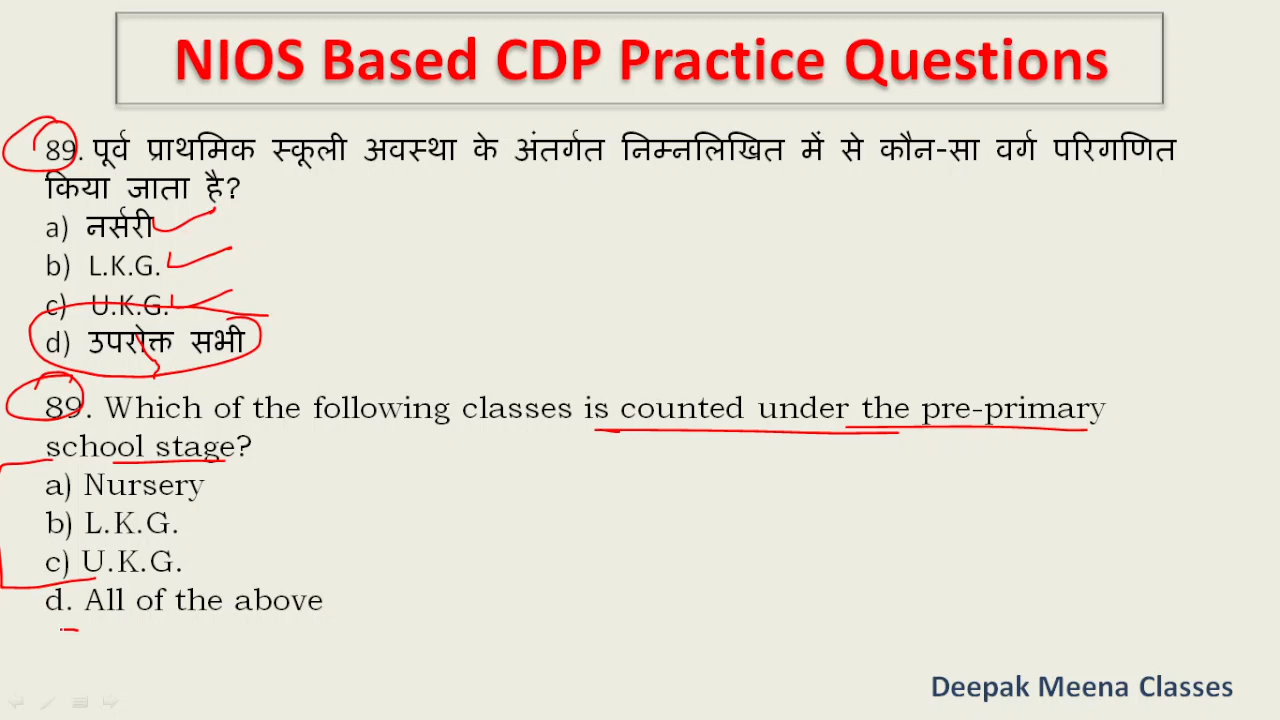 NIOS Based CDP Practice Questions
89. पूर्व प्राथमिक स्कूली अवस्था के अंतर्गत निम्नलिखित में से कौन-सा वर्ग परिगणित
किया जाता है?
a) नर्सरी
b) L.K.G.
c) U.K.G.
d) उपरोक्त सभी
89. Which of the following classes is counted under the pre-primary
school stage?
a) Nursery
b) L.K.G.
c) U.K.G.
d. All of the above
Deepak Meena Classes